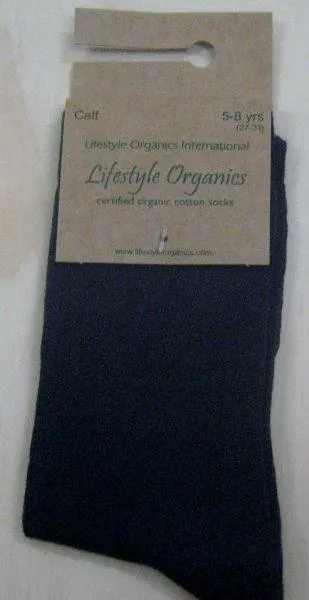 Calf 5-8 yrs
(27-31)
Lifestyle Organics International
Lifestyle Organics
certified organic cotton socks
www.lifestyleorganics.com